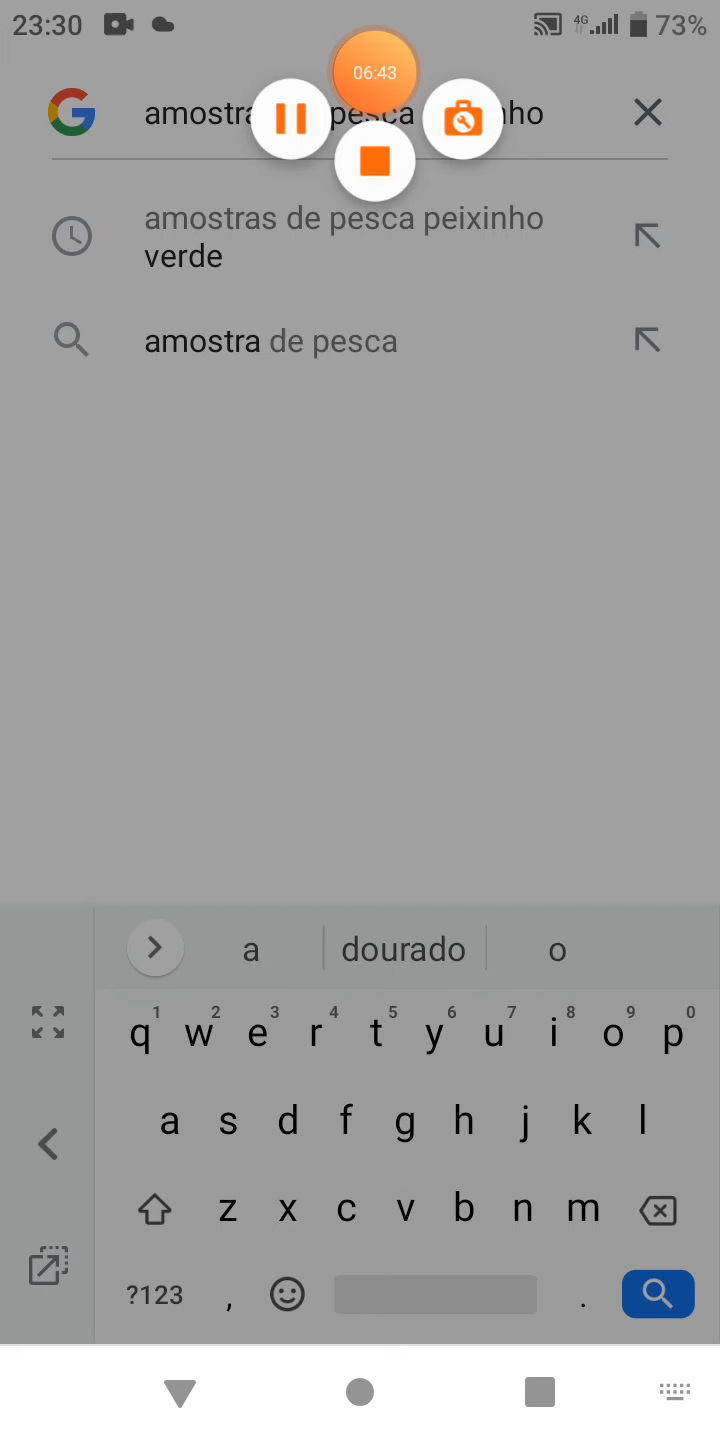 23:30 4G 73%
06:43
amostra pesca nho
amostras de pesca peixinho
verde
amostra de pesca
a dourado o
1 2 3 4 5 6 7 8 9 0
q w e r t y u i o p
a s d f g h j k l
z x c v b n m
?123 , .